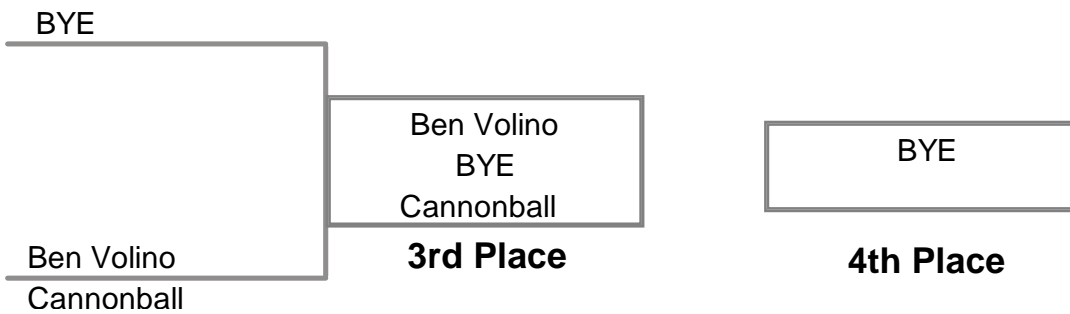 BYE
Ben Volino
BYE
Cannonball
3rd Place
BYE
4th Place
Ben Volino
Cannonball